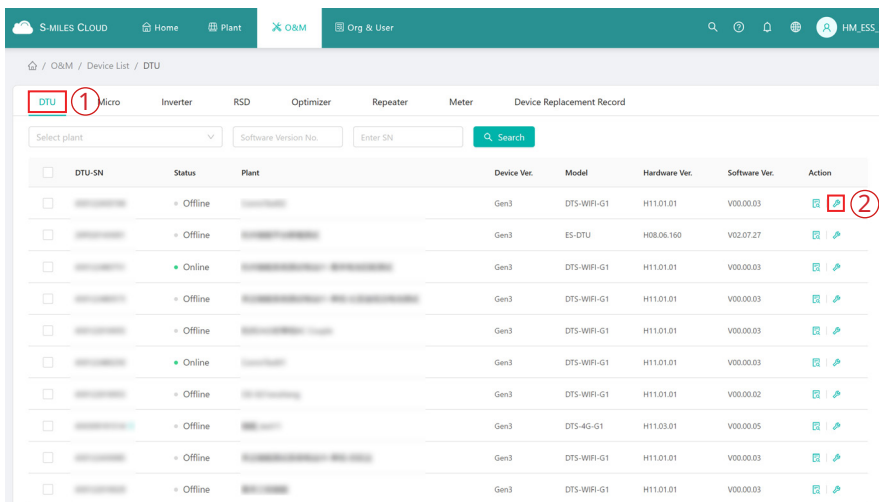 S-MILES CLOUD Home Plant O&M Org & User HM_ESS_
/ O&M / Device List / DTU
DTU ① Micro Inverter RSD Optimizer Repeater Meter Device Replacement Record
Select plant Software Version No. Enter SN Search
DTU-SN Status Plant Device Ver. Model Hardware Ver. Software Ver. Action
Offline Gen3 DTS-WIFI-G1 H11.01.01 V00.00.03 ②
Offline Gen3 ES-DTU H08.06.160 V02.07.27
Online Gen3 DTS-WIFI-G1 H11.01.01 V00.00.03
Offline Gen3 DTS-WIFI-G1 H11.01.01 V00.00.03
Offline Gen3 DTS-WIFI-G1 H11.01.01 V00.00.03
Online Gen3 DTS-WIFI-G1 H11.01.01 V00.00.03
Offline Gen3 DTS-WIFI-G1 H11.01.01 V00.00.02
Offline Gen3 DTS-4G-G1 H11.03.01 V00.00.05
Offline Gen3 DTS-WIFI-G1 H11.01.01 V00.00.03
Offline Gen3 DTS-WIFI-G1 H11.01.01 V00.00.03